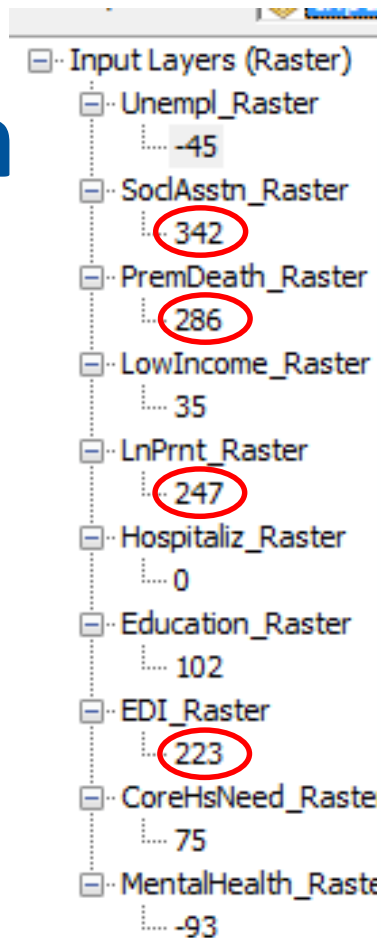 Input Layers (Raster)
Unempl_Raster
-45
SoclAsstn_Raster
342
PremDeath_Raster
286
LowIncome_Raster
35
LnPrnt_Raster
247
Hospitaliz_Raster
0
Education_Raster
102
EDI_Raster
223
CoreHsNeed_Raster
75
MentalHealth_Raste
-93